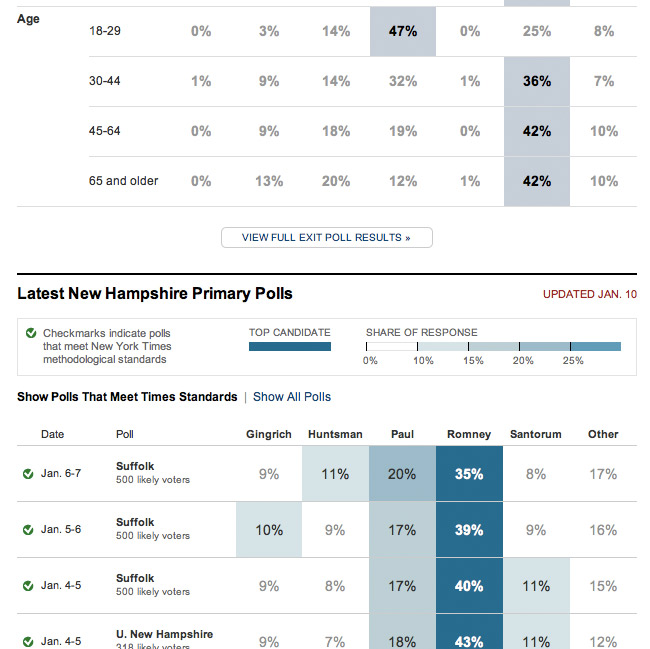 Age
18-29 0% 3% 14% 47% 0% 25% 8%
30-44 1% 9% 14% 32% 1% 36% 7%
45-64 0% 9% 18% 19% 0% 42% 10%
65 and older 0% 13% 20% 12% 1% 42% 10%
VIEW FULL EXIT POLL RESULTS »
Latest New Hampshire Primary Polls UPDATED JAN. 10
Checkmarks indicate polls
that meet New York Times
methodological standards
TOP CANDIDATE
SHARE OF RESPONSE
0% 10% 15% 20% 25%
Show Polls That Meet Times Standards | Show All Polls
Date Poll Gingrich Huntsman Paul Romney Santorum Other
Jan. 6-7 Suffolk 9% 11% 20% 35% 8% 17%
500 likely voters
Jan. 5-6 Suffolk 10% 9% 17% 39% 9% 16%
500 likely voters
Jan. 4-5 Suffolk 9% 8% 17% 40% 11% 15%
500 likely voters
Jan. 4-5 U. New Hampshire 9% 7% 18% 43% 11% 12%
318 likely voters